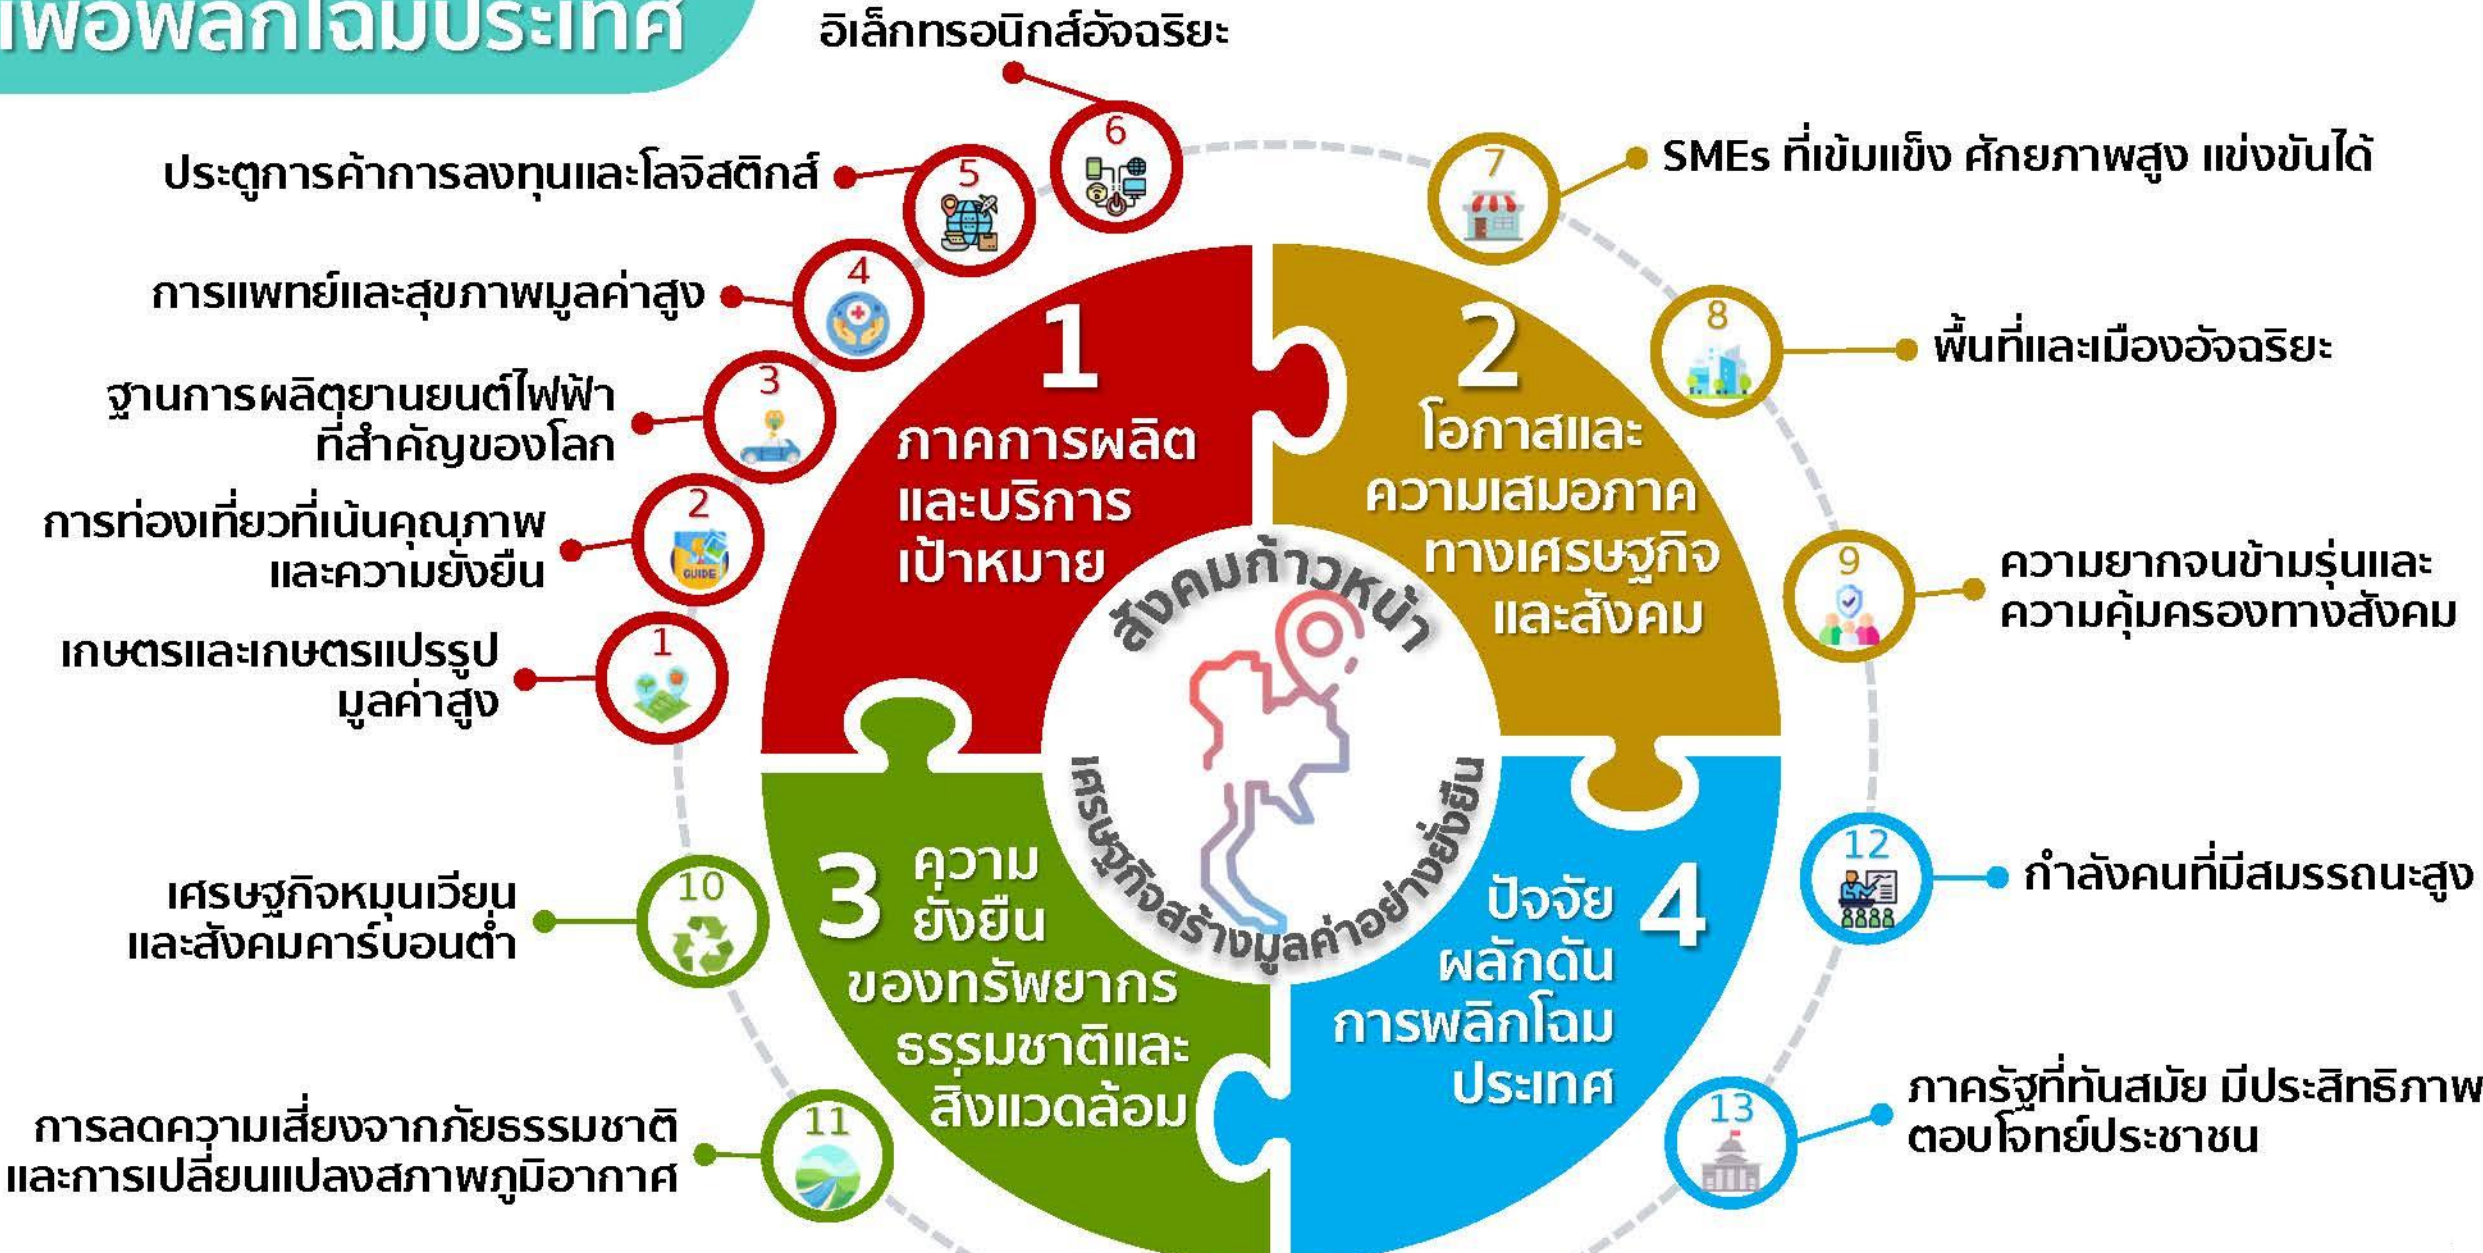 เพื่อพลิกโฉมประเทศ
อิเล็กทรอนิกส์อัจฉริยะ
6
ประตูการค้าการลงทุนและโลจิสติกส์
5
การแพทย์และสุขภาพมูลค่าสูง
4
ฐานการผลิตยานยนต์ไฟฟ้า
ที่สำคัญของโลก
3
การท่องเที่ยวที่เน้นคุณภาพ
และความยั่งยืน
2
GUIDE
เกษตรและเกษตรแปรรูป
มูลค่าสูง
1
7
SMEs ที่เข้มแข็ง ศักยภาพสูง แข่งขันได้
8
พื้นที่และเมืองอัจฉริยะ
9
ความยากจนข้ามรุ่นและ
ความคุ้มครองทางสังคม
1
ภาคการผลิต
และบริการ
เป้าหมาย
2
โอกาสและ
ความเสมอภาค
ทางเศรษฐกิจ
และสังคม
สังคมก้าวหน้า
เศรษฐกิจสร้างมูลค่าอย่างยั่งยืน
3
ความ
ยั่งยืน
ของทรัพยากร
ธรรมชาติและ
สิ่งแวดล้อม
4
ปัจจัย
ผลักดัน
การพลิกโฉม
ประเทศ
เศรษฐกิจหมุนเวียน
และสังคมคาร์บอนต่ำ
10
การลดความเสี่ยงจากภัยธรรมชาติ
และการเปลี่ยนแปลงสภาพภูมิอากาศ
11
12
กำลังคนที่มีสมรรถนะสูง
13
ภาครัฐที่ทันสมัย มีประสิทธิภาพ
ตอบโจทย์ประชาชน